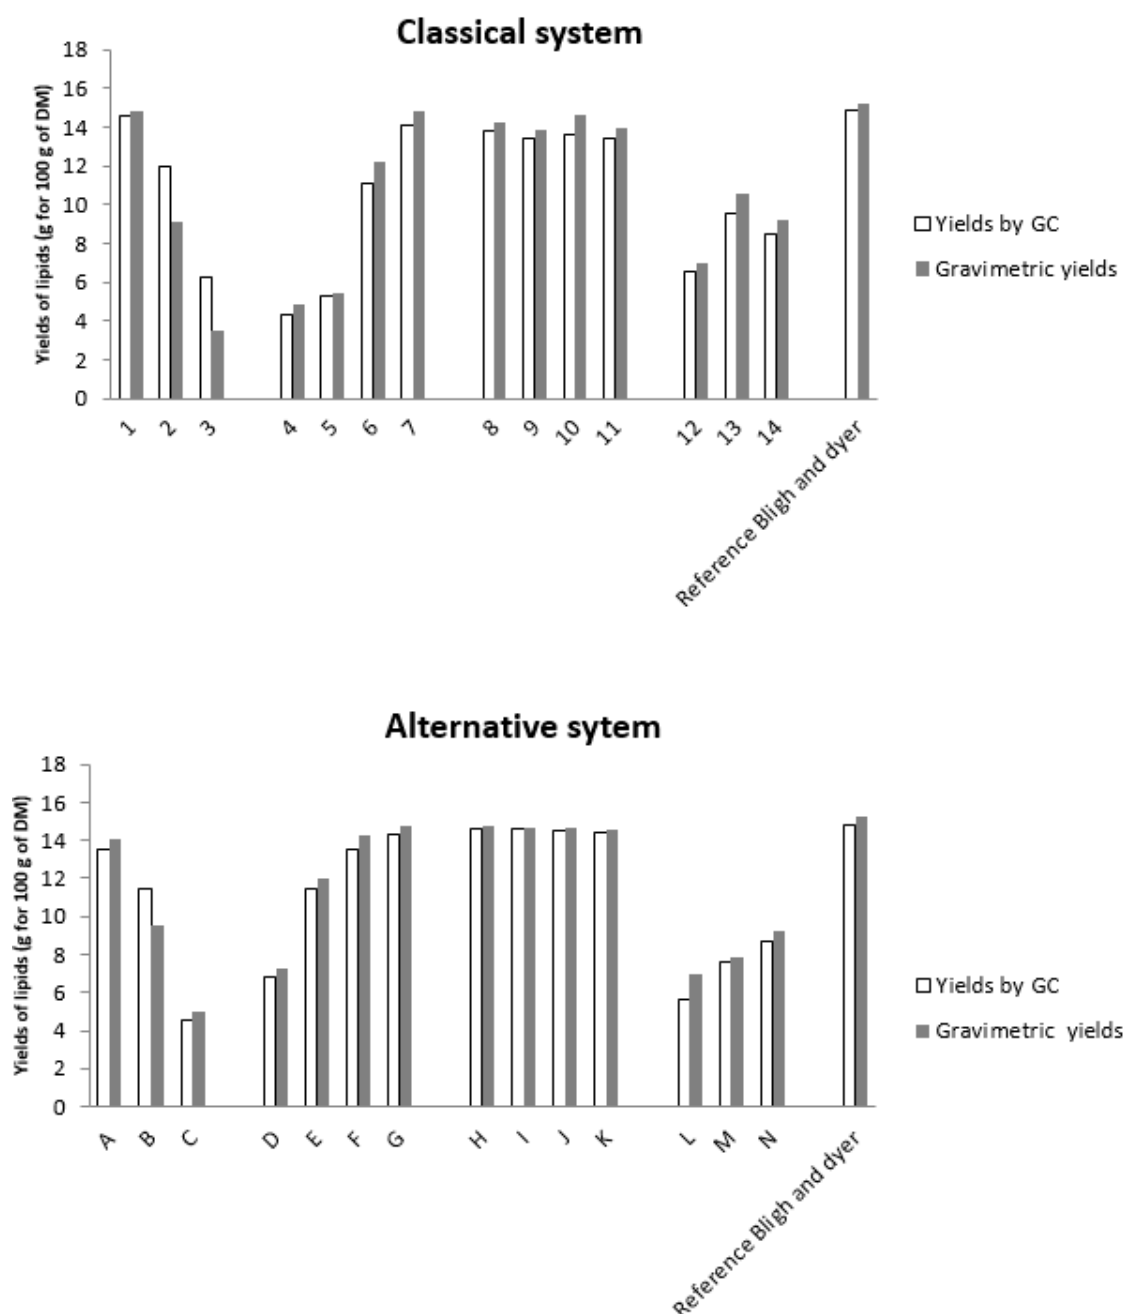 Classical system
Yields of lipids (g for 100 g of DM)
18
16
14
12
10
8
6
4
2
0
1 2 3 4 5 6 7 8 9 10 11 12 13 14 Reference Bligh and dyer
Yields by GC
Gravimetric yields
Alternative sytem
Yields of lipids (g for 100 g of DM)
18
16
14
12
10
8
6
4
2
0
A B C D E F G H I J K L M N Reference Bligh and dyer
Yields by GC
Gravimetric yields